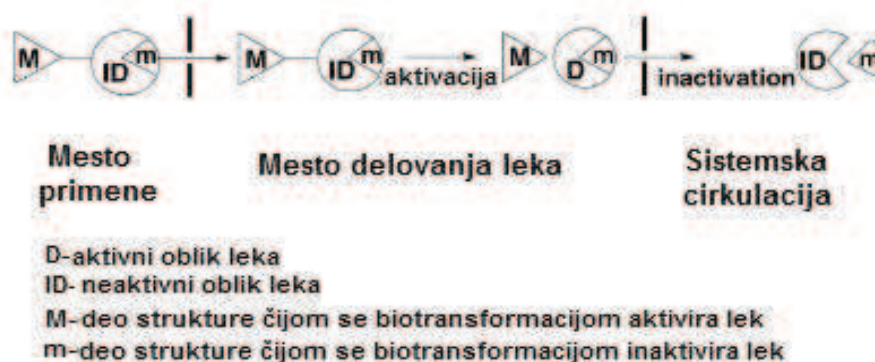 M ID m M ID m aktivacija M D m inactivation ID m
Mesto primene
Mesto delovanja leka
Sistemska cirkulacija
D-aktivni oblik leka
ID- neaktivni oblik leka
M-deo strukture čijom se biotransformacijom aktivira lek
m-deo strukture čijom se biotransformacijom inaktivira lek